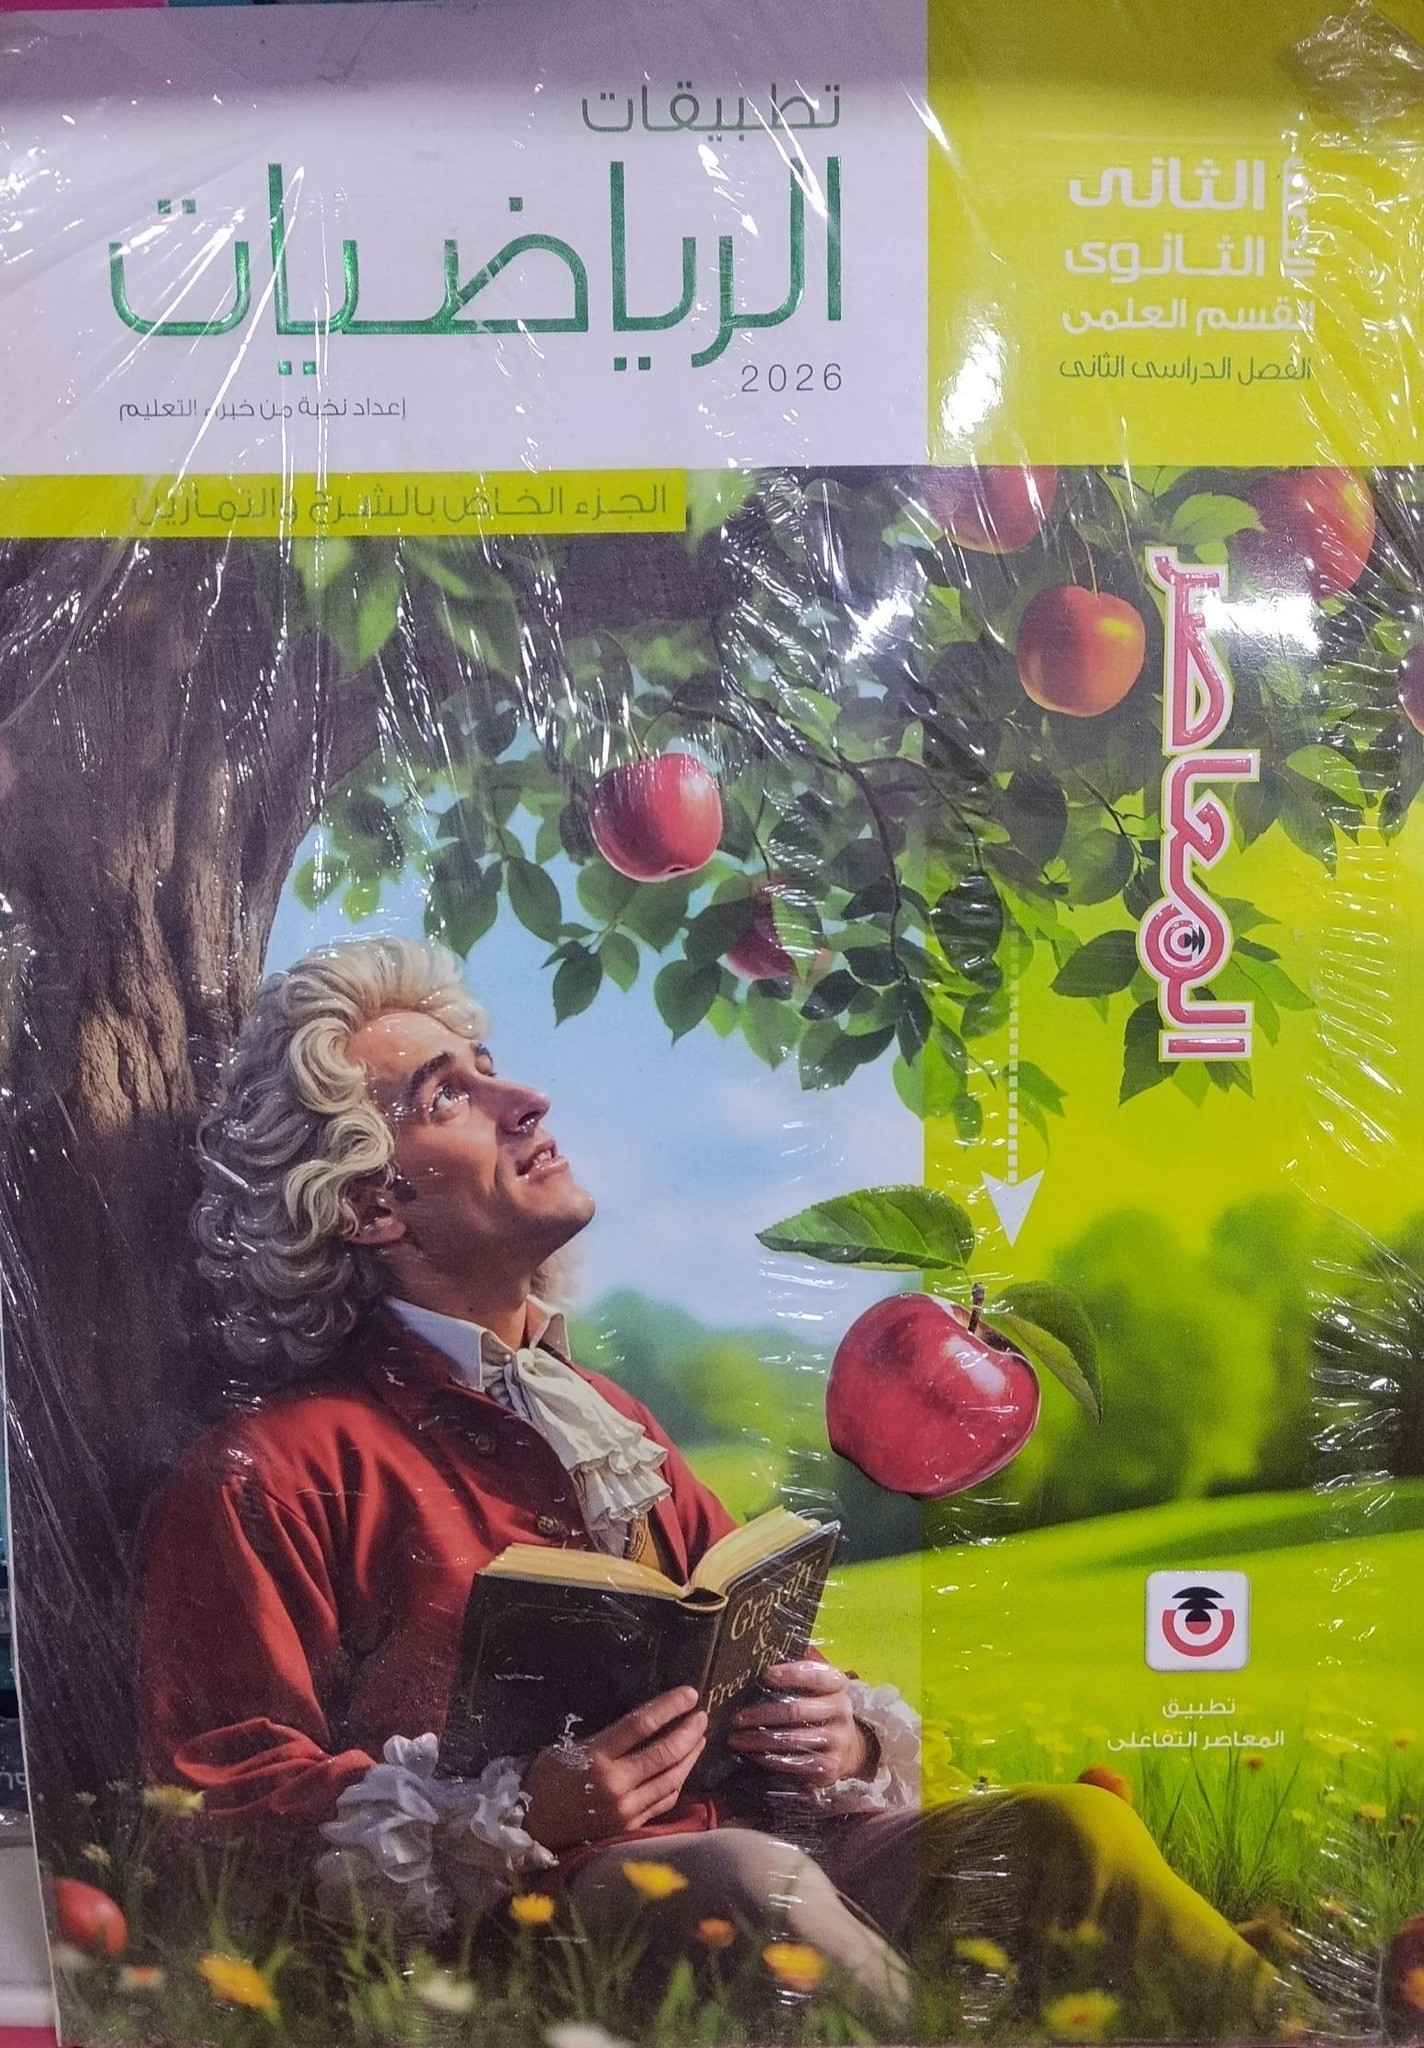 تطبيقات
الرياضيات
2026
إعداد نخبة من خبراء التعليم
الصف
الثانى
الثانوى
القسم العلمى
الفصل الدراسى الثانى
الجزء الخاص بالشرح والتمارين
المعاصر
Gravity
&
Free Fall
تطبيق
المعاصر التفاعلى